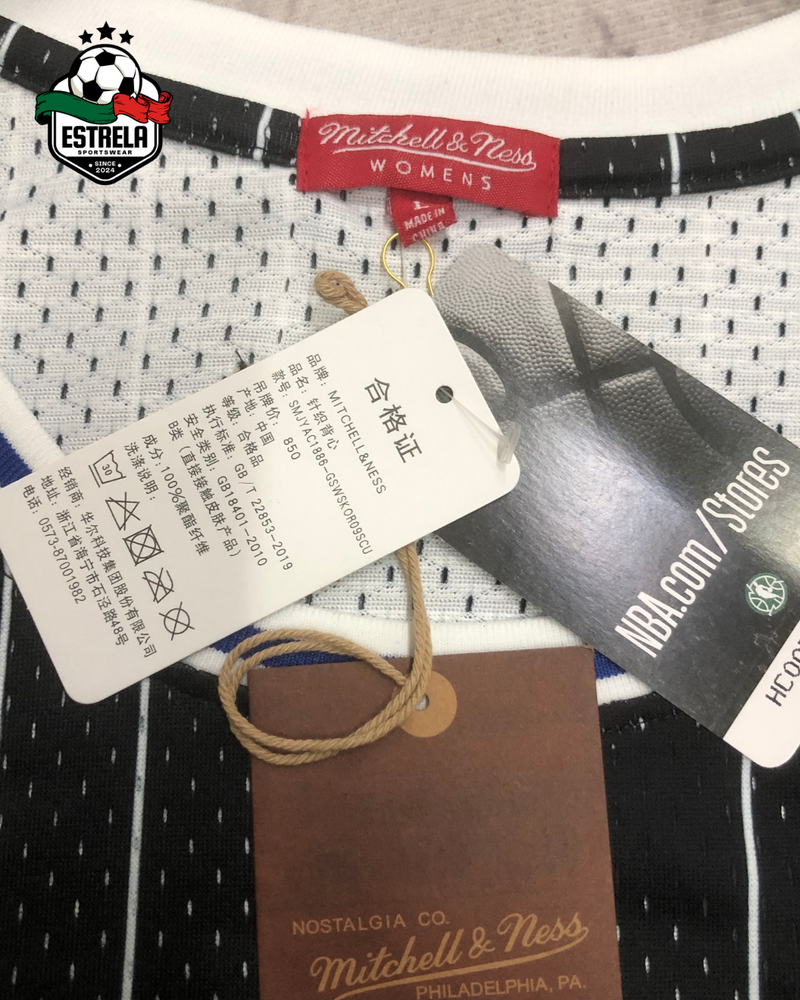 ESTRELA
SPORTSWEAR
SINCE
2024
Mitchell & Ness
WOMENS
L
MADE IN
CHINA
合格证
品牌: MITCHELL&NESS
品名: 针织背心
款号: SMJYAC1886-GSWSKOR09SCU
吊牌价: 850
产地: 中国
等级: 合格品
执行标准: GB/T 22853-2019
安全类别: GB18401-2010
B类 (直接接触皮肤产品)
成分:100%聚酯纤维
洗涤说明:
30
经销商: 华尔科技集团股份有限公司
地址: 浙江省海宁市石泾路48号
电话: 0573-87001982
NBA.com/Stores
NOSTALGIA CO.
Mitchell & Ness
PHILADELPHIA, PA.